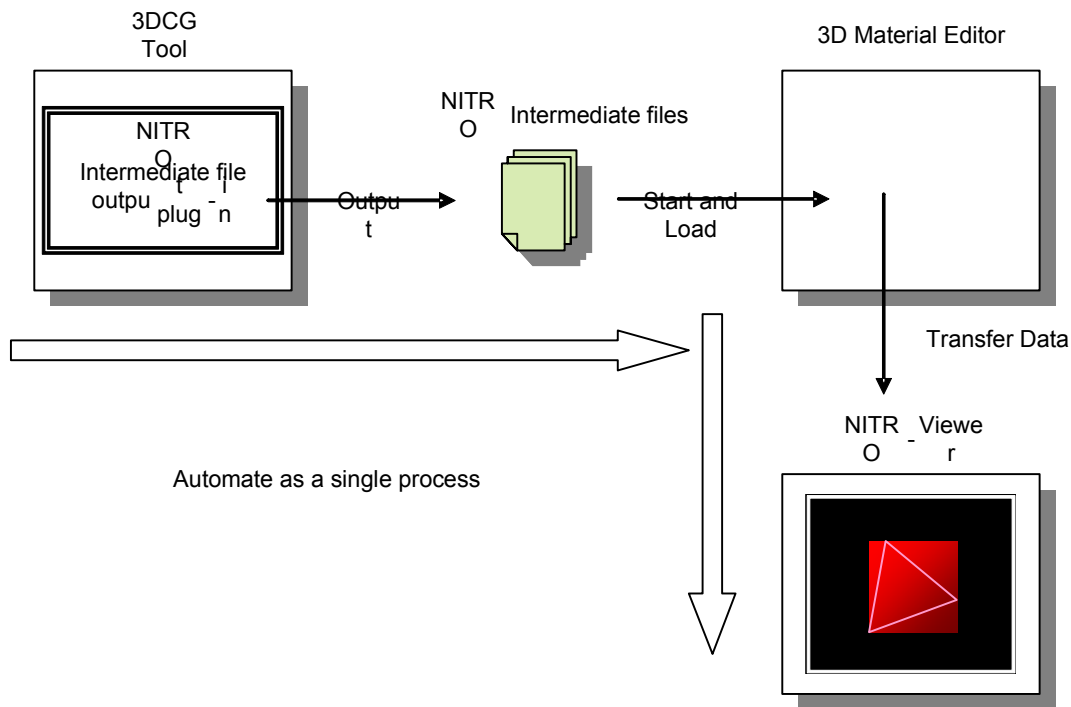 3DCG
Tool
3D Material Editor
NITR
O
Intermediate files
NITR
O
Intermediate file
outpu
t
plug
-
i
n
Outpu
t
Start and
Load
Transfer Data
NITR
O
-
Viewe
r
Automate as a single process